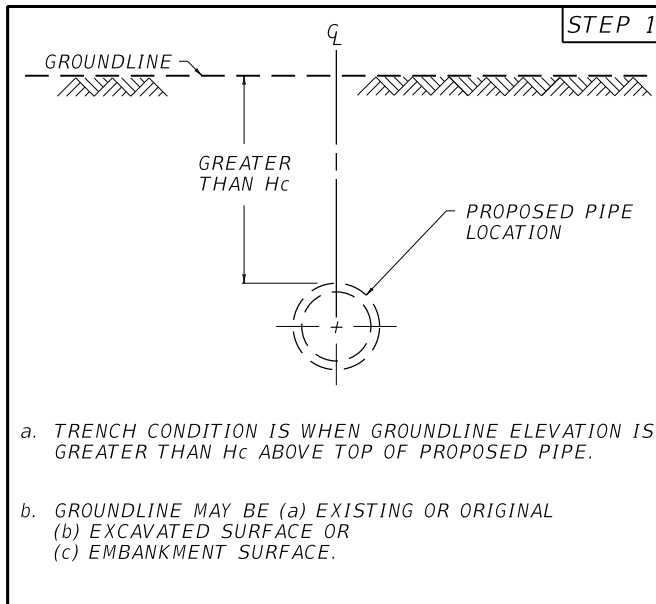 STEP 1
℄
GROUNDLINE
GREATER
THAN Hc
PROPOSED PIPE
LOCATION
a. TRENCH CONDITION IS WHEN GROUNDLINE ELEVATION IS
GREATER THAN Hc ABOVE TOP OF PROPOSED PIPE.
b. GROUNDLINE MAY BE (a) EXISTING OR ORIGINAL
(b) EXCAVATED SURFACE OR
(c) EMBANKMENT SURFACE.